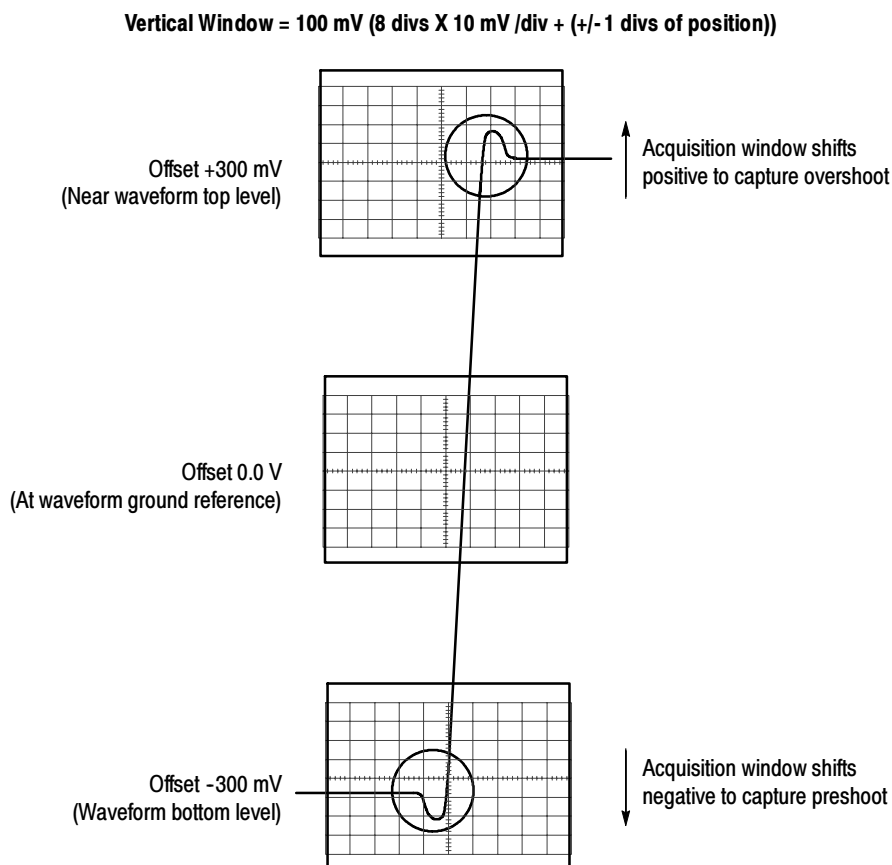 Vertical Window = 100 mV (8 divs X 10 mV /div + (+/- 1 divs of position))
Offset +300 mV
(Near waveform top level)
Acquisition window shifts
positive to capture overshoot
Offset 0.0 V
(At waveform ground reference)
Offset -300 mV
(Waveform bottom level)
Acquisition window shifts
negative to capture preshoot